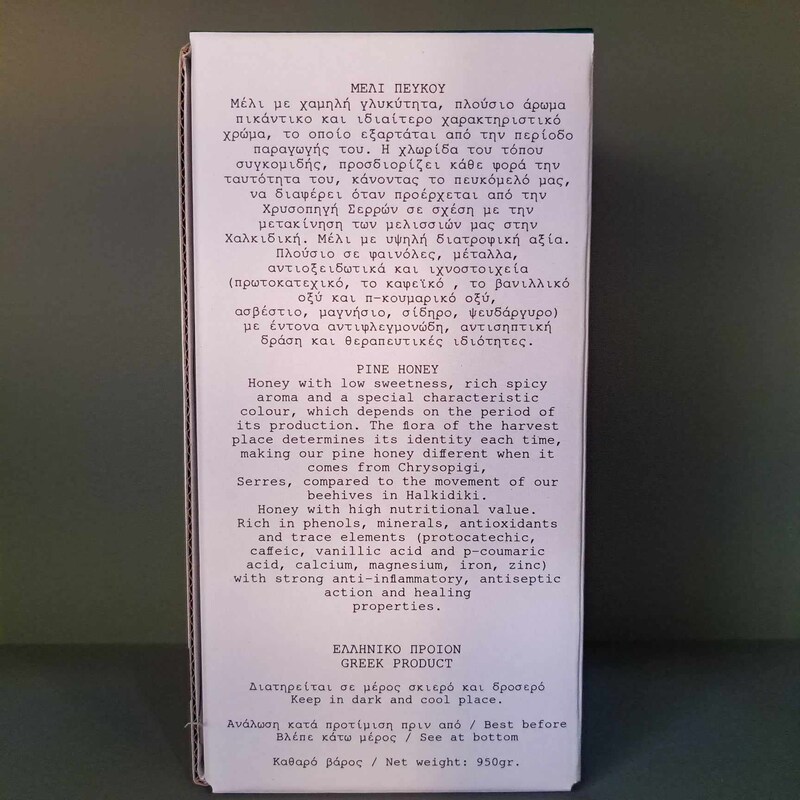 ΜΕΛΙ ΠΕΥΚΟΥ
Μέλι με χαμηλή γλυκύτητα, πλούσιο άρωμα
πικάντικο και ιδιαίτερο χαρακτηριστικό
χρώμα, το οποίο εξαρτάται από την περίοδο
παραγωγής του. Η χλωρίδα του τόπου
συγκομιδής, προσδιορίζει κάθε φορά την
ταυτότητα του, κάνοντας το πευκόμελό μας,
να διαφέρει όταν προέρχεται από την
Χρυσοπηγή Σερρών σε σχέση με την
μετακίνηση των μελισσιών μας στην
Χαλκιδική. Μέλι με υψηλή διατροφική αξία.
Πλούσιο σε φαινόλες, μέταλλα,
αντιοξειδωτικά και ιχνοστοιχεία
(πρωτοκατεχικό, το καφεϊκό , το βανιλλικό
οξύ και π-κουμαρικό οξύ,
ασβέστιο, μαγνήσιο, σίδηρο, ψευδάργυρο)
με έντονα αντιφλεγμονώδη, αντισηπτική
δράση και θεραπευτικές ιδιότητες.
PINE HONEY
Honey with low sweetness, rich spicy
aroma and a special characteristic
colour, which depends on the period of
its production. The flora of the harvest
place determines its identity each time,
making our pine honey different when it
comes from Chrysopigi,
Serres, compared to the movement of our
beehives in Halkidiki.
Honey with high nutritional value.
Rich in phenols, minerals, antioxidants
and trace elements (protocatechic,
caffeic, vanillic acid and p-coumaric
acid, calcium, magnesium, iron, zinc)
with strong anti-inflammatory, antiseptic
action and healing
properties.
ΕΛΛΗΝΙΚΟ ΠΡΟΙΟΝ
GREEK PRODUCT
Διατηρείται σε μέρος σκιερό και δροσερό
Keep in dark and cool place.
Ανάλωση κατά προτίμιση πριν από / Best before
Βλέπε κάτω μέρος / See at bottom
Καθαρό βάρος / Net weight: 950gr.